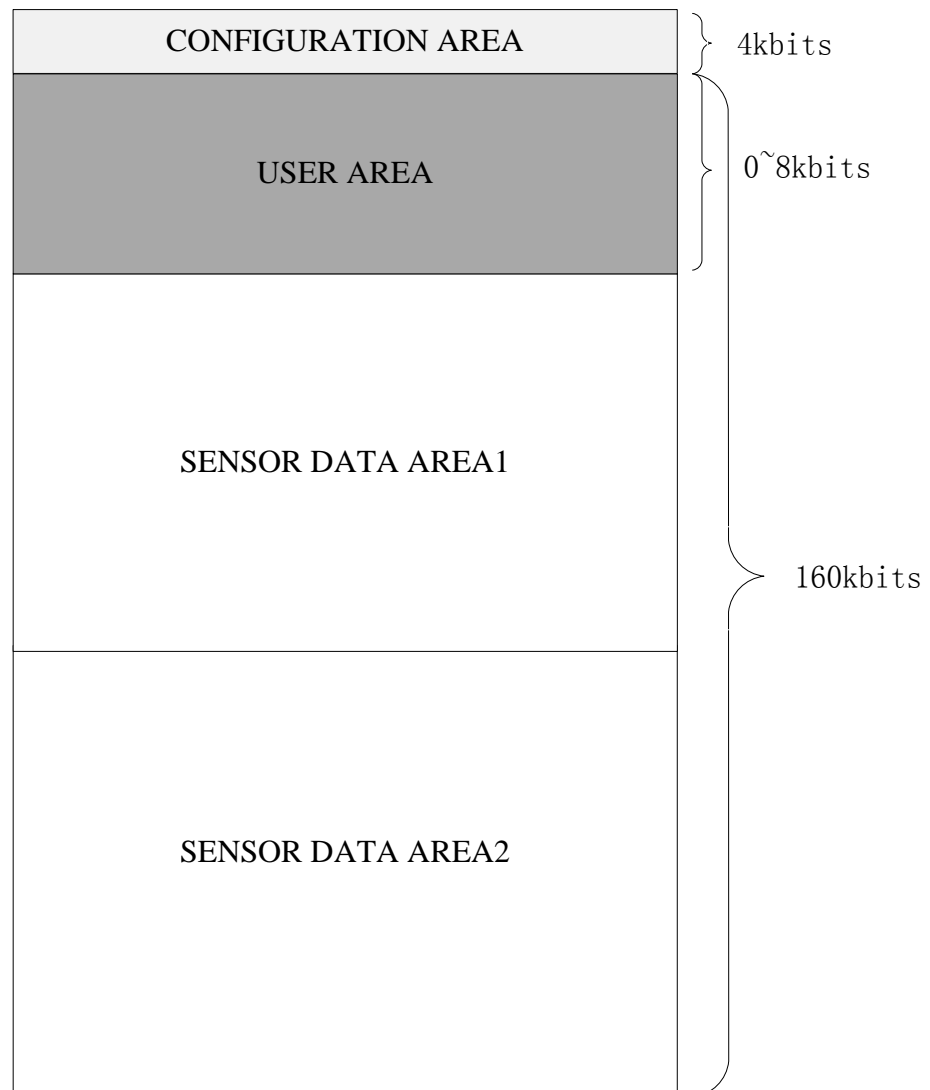 CONFIGURATION AREA
4kbits
USER AREA
0~8kbits
SENSOR DATA AREA1
160kbits
SENSOR DATA AREA2